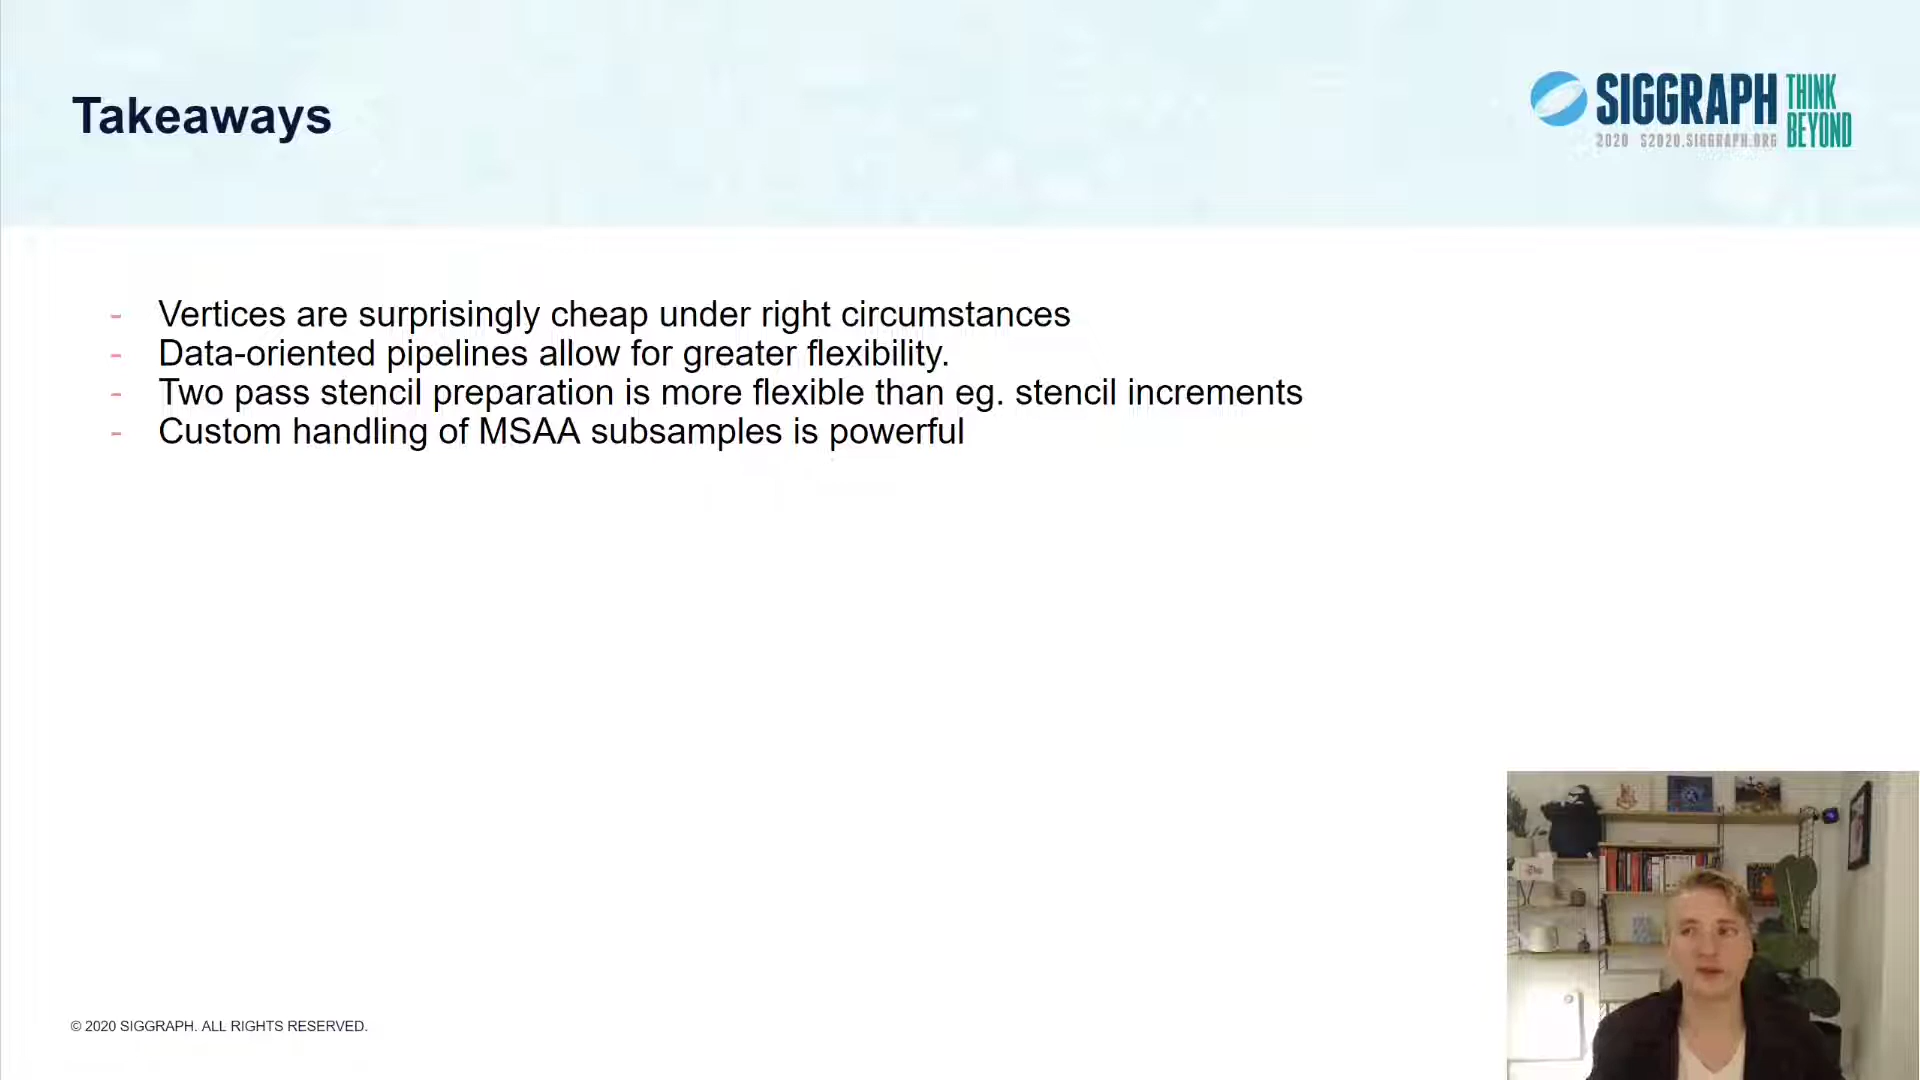 Takeaways
SIGGRAPH
THINK
BEYOND
2020 S2020.SIGGRAPH.ORG
- Vertices are surprisingly cheap under right circumstances
- Data-oriented pipelines allow for greater flexibility.
- Two pass stencil preparation is more flexible than eg. stencil increments
- Custom handling of MSAA subsamples is powerful
© 2020 SIGGRAPH. ALL RIGHTS RESERVED.